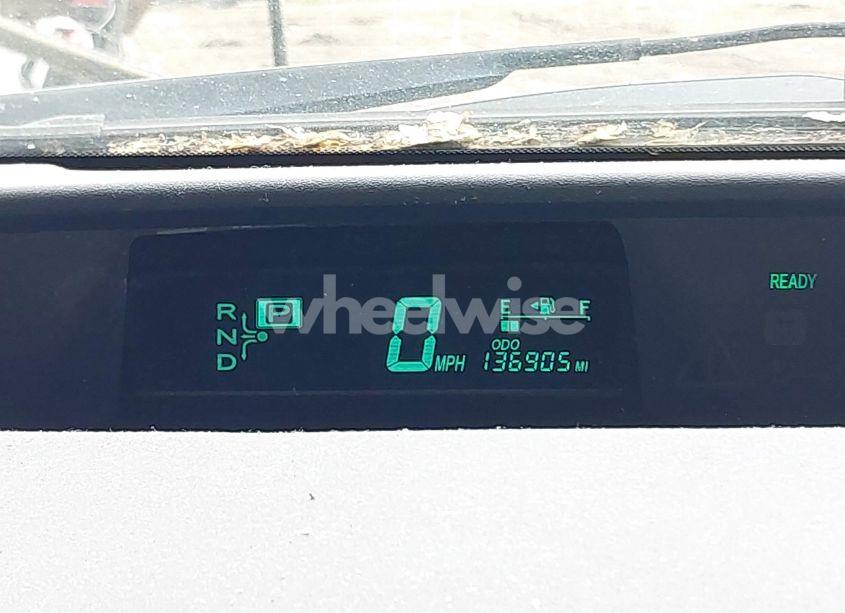 READY
R P
N
D
0 MPH
E F
ODO
136905 MI
wheelwise